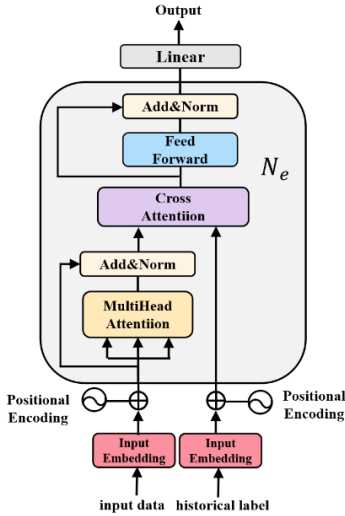 Output
Linear
Add&Norm
Feed
Forward
N_e
Cross
Attentiion
Add&Norm
MultiHead
Attentiion
Positional
Encoding
Positional
Encoding
Input
Embedding
Input
Embedding
input data
historical label